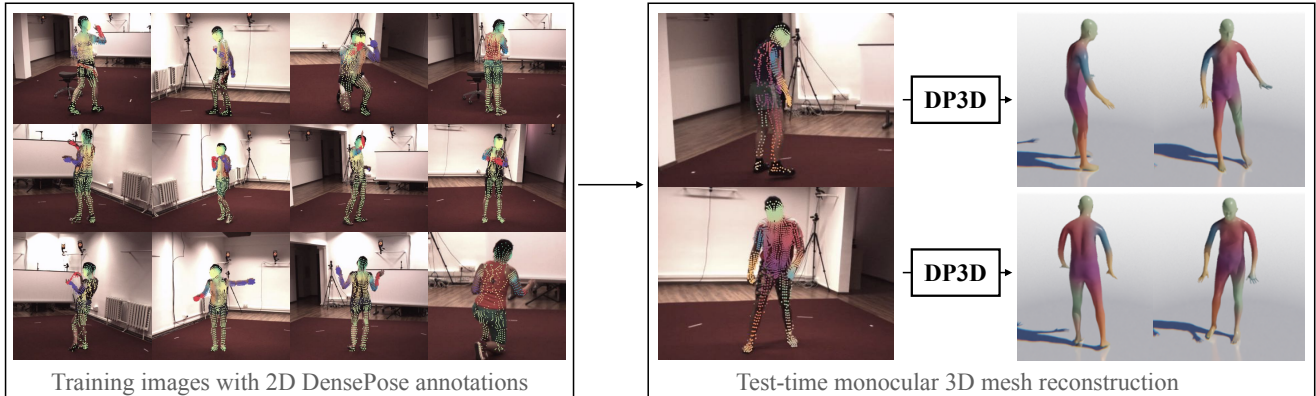 DP3D
DP3D
Training images with 2D DensePose annotations
Test-time monocular 3D mesh reconstruction